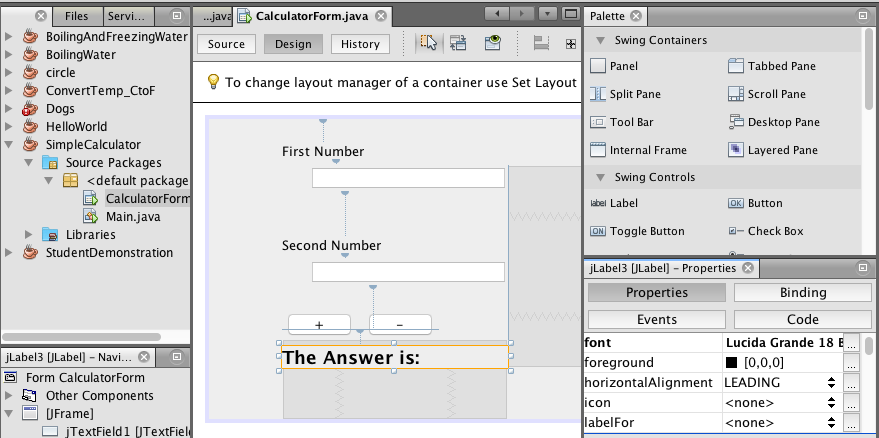 Files
Servi...
BoilingAndFreezingWater
BoilingWater
circle
ConvertTemp_CtoF
Dogs
HelloWorld
SimpleCalculator
Source Packages
<default package
CalculatorForm
Main.java
Libraries
StudentDemonstration
jLabel3 [JLabel] – Navi...
Form CalculatorForm
Other Components
[JFrame]
jTextField1 [JTextField
...java
CalculatorForm.java
Source
Design
History
To change layout manager of a container use Set Layout
First Number
Second Number
+
-
The Answer is:
Palette
Swing Containers
Panel
Tabbed Pane
Split Pane
Scroll Pane
Tool Bar
Desktop Pane
Internal Frame
Layered Pane
Swing Controls
label Label
OK Button
ON Toggle Button
Check Box
jLabel3 [JLabel] – Properties
Properties
Binding
Events
Code
font
Lucida Grande 18 B
...
foreground
[0,0,0]
...
horizontalAlignment
LEADING
...
icon
<none>
...
labelFor
<none>
...